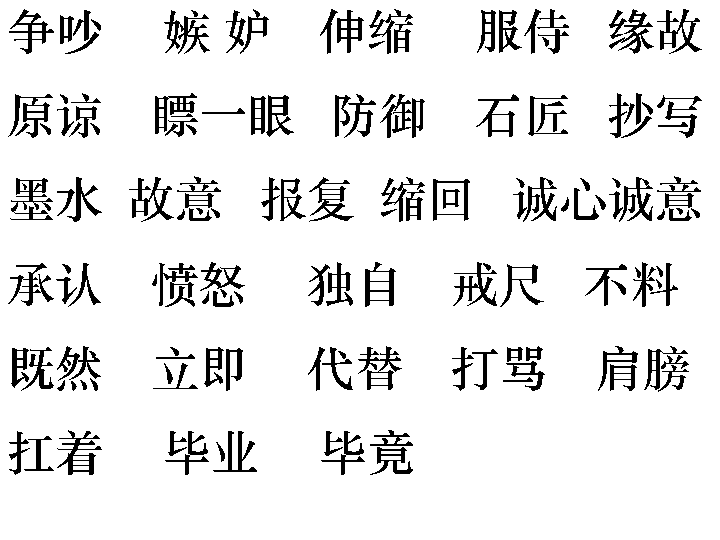 争吵 嫉妒 伸缩 服侍 缘故
原谅 瞟一眼 防御 石匠 抄写
墨水 故意 报复 缩回 诚心诚意
承认 愤怒 独自 戒尺 不料
既然 立即 代替 打骂 肩膀
扛着 毕业 毕竟